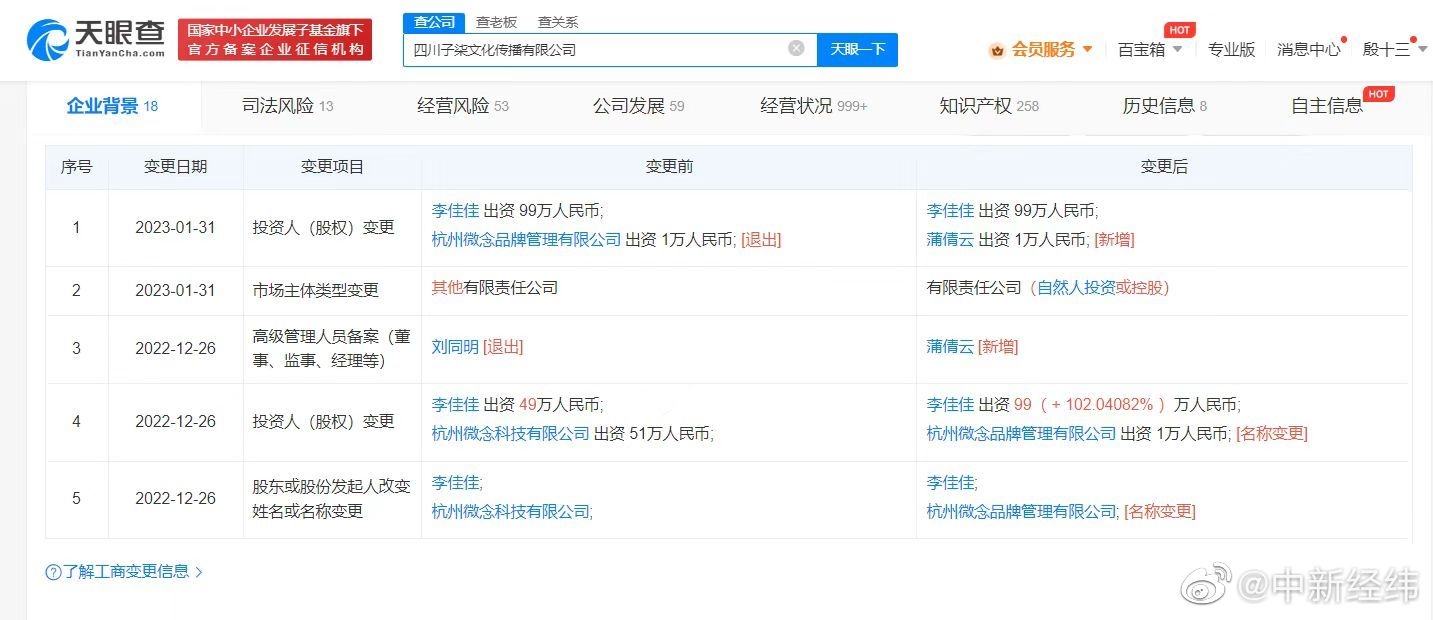 天眼查
TianYanCha.com
国家中小企业发展子基金旗下
官方备案企业征信机构
查公司 查老板 查关系
四川子柒文化传播有限公司 天眼一下
会员服务 百宝箱 HOT 专业版 消息中心 殷十三
企业背景 18 司法风险 13 经营风险 53 公司发展 59 经营状况 999+ 知识产权 258 历史信息 8 自主信息 HOT
序号 变更日期 变更项目 变更前 变更后
1 2023-01-31 投资人（股权）变更 李佳佳 出资 99万人民币; 李佳佳 出资 99万人民币;
杭州微念品牌管理有限公司 出资 1万人民币; [退出] 蒲倩云 出资 1万人民币; [新增]
2 2023-01-31 市场主体类型变更 其他有限责任公司 有限责任公司（自然人投资或控股）
3 2022-12-26 高级管理人员备案（董 刘同明 [退出] 蒲倩云 [新增]
事、监事、经理等）
4 2022-12-26 投资人（股权）变更 李佳佳 出资 49万人民币; 李佳佳 出资 99（ + 102.04082% ）万人民币;
杭州微念科技有限公司 出资 51万人民币; 杭州微念品牌管理有限公司 出资 1万人民币; [名称变更]
5 2022-12-26 股东或股份发起人改变 李佳佳; 李佳佳;
姓名或名称变更 杭州微念科技有限公司; 杭州微念品牌管理有限公司; [名称变更]
?了解工商变更信息 >
@中新经纬